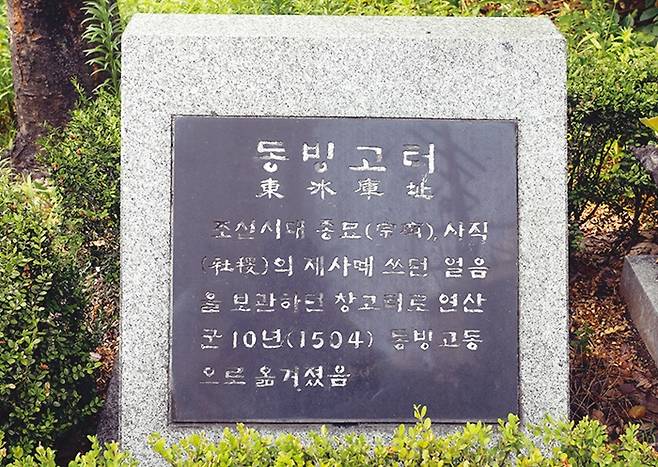 동빙고터
東氷庫址
조선시대 종묘(宗廟), 사직
(社稷)의 제사때 쓰던 얼음
을 보관하던 창고터로 연산
군 10년(1504) 동빙고동
으로 옮겨졌음